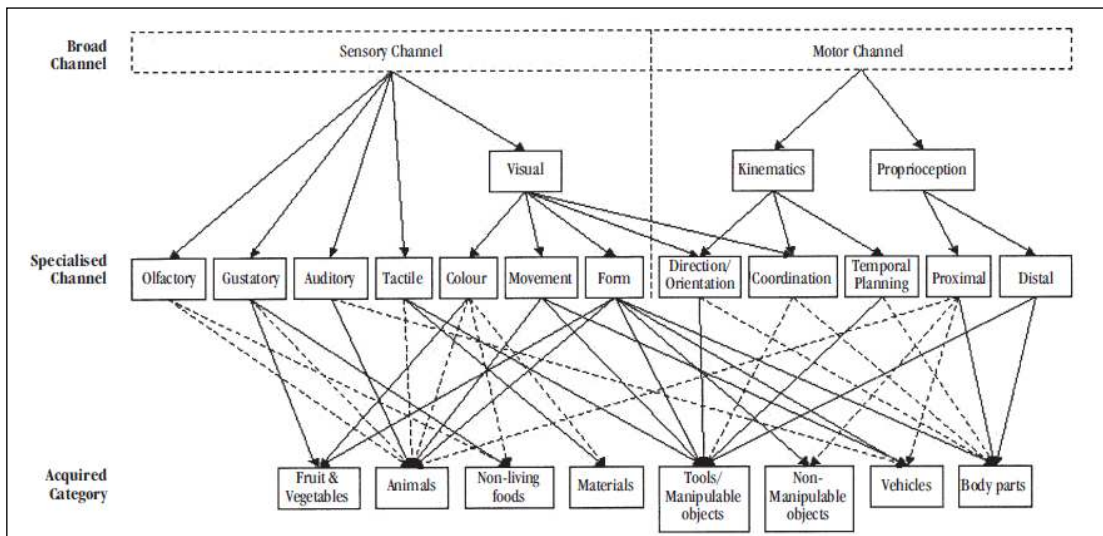 Broad
Channel
Sensory Channel
Motor Channel
Visual
Kinematics
Proprioception
Specialised
Channel
Olfactory
Gustatory
Auditory
Tactile
Colour
Movement
Form
Direction/
Orientation
Coordination
Temporal
Planning
Proximal
Distal
Acquired
Category
Fruit &
Vegetables
Animals
Non-living
foods
Materials
Tools/
Manipulable
objects
Non-
Manipulable
objects
Vehicles
Body parts